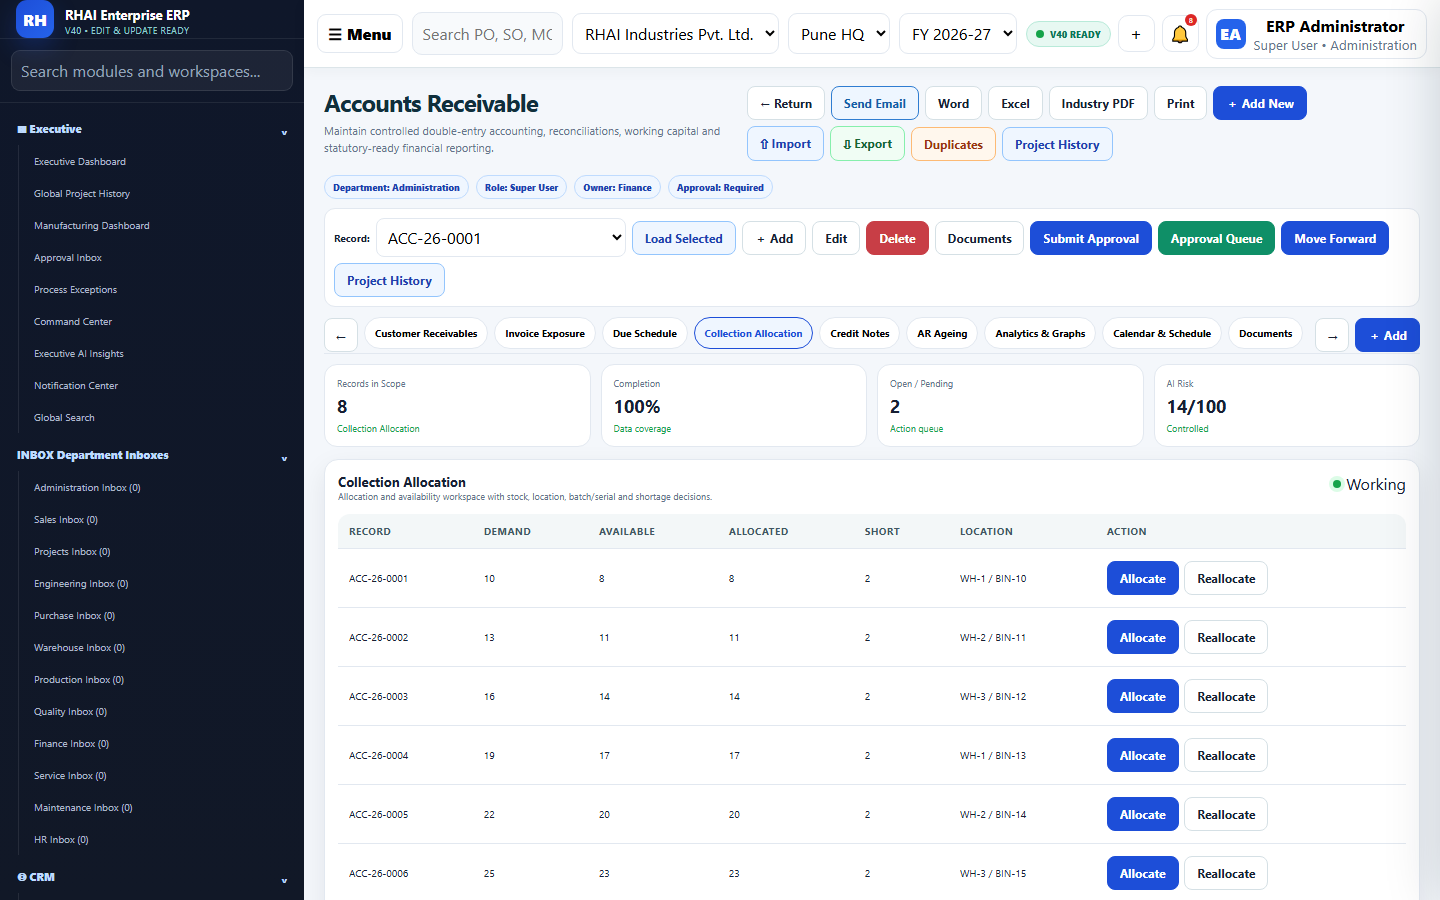 RH
RHAI Enterprise ERP
V40 • EDIT & UPDATE READY
Search modules and workspaces...
Executive
Executive Dashboard
Global Project History
Manufacturing Dashboard
Approval Inbox
Process Exceptions
Command Center
Executive AI Insights
Notification Center
Global Search
INBOX Department Inboxes
Administration Inbox (0)
Sales Inbox (0)
Projects Inbox (0)
Engineering Inbox (0)
Purchase Inbox (0)
Warehouse Inbox (0)
Production Inbox (0)
Quality Inbox (0)
Finance Inbox (0)
Service Inbox (0)
Maintenance Inbox (0)
HR Inbox (0)
CRM
☰ Menu
Search PO, SO, MC
RHAI Industries Pvt. Ltd.
Pune HQ
FY 2026-27
V40 READY
+
8
EA
ERP Administrator
Super User • Administration
Accounts Receivable
Maintain controlled double-entry accounting, reconciliations, working capital and
statutory-ready financial reporting.
← Return
Send Email
Word
Excel
Industry PDF
Print
+ Add New
⇧ Import
⇩ Export
Duplicates
Project History
Department: Administration
Role: Super User
Owner: Finance
Approval: Required
Record:
ACC-26-0001
Load Selected
+ Add
Edit
Delete
Documents
Submit Approval
Approval Queue
Move Forward
Project History
←
Customer Receivables
Invoice Exposure
Due Schedule
Collection Allocation
Credit Notes
AR Ageing
Analytics & Graphs
Calendar & Schedule
Documents
→
+ Add
Records in Scope
8
Collection Allocation
Completion
100%
Data coverage
Open / Pending
2
Action queue
AI Risk
14/100
Controlled
Collection Allocation
Allocation and availability workspace with stock, location, batch/serial and shortage decisions.
Working
RECORD DEMAND AVAILABLE ALLOCATED SHORT LOCATION ACTION
ACC-26-0001 10 8 8 2 WH-1 / BIN-10 Allocate Reallocate
ACC-26-0002 13 11 11 2 WH-2 / BIN-11 Allocate Reallocate
ACC-26-0003 16 14 14 2 WH-3 / BIN-12 Allocate Reallocate
ACC-26-0004 19 17 17 2 WH-1 / BIN-13 Allocate Reallocate
ACC-26-0005 22 20 20 2 WH-2 / BIN-14 Allocate Reallocate
ACC-26-0006 25 23 23 2 WH-3 / BIN-15 Allocate Reallocate